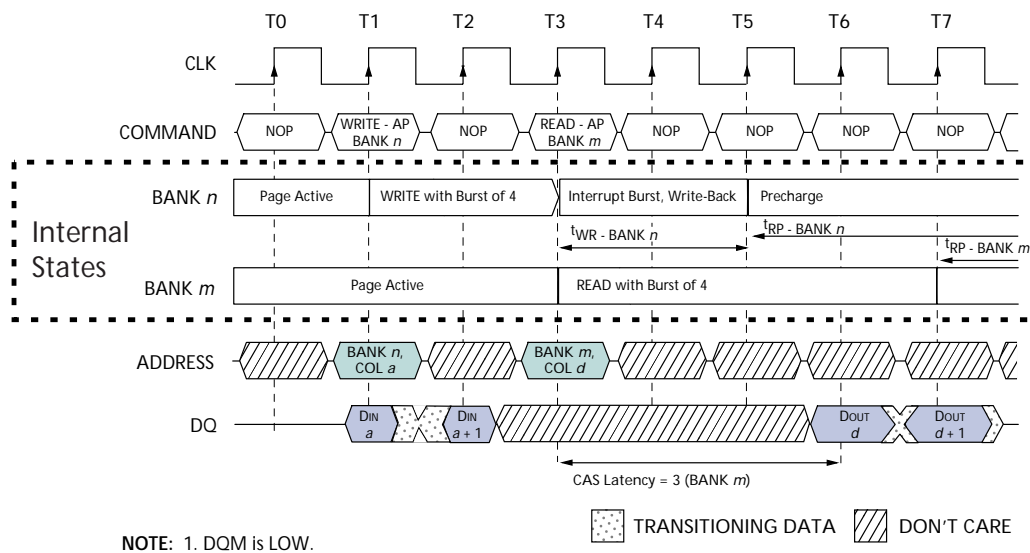 T0 T1 T2 T3 T4 T5 T6 T7
CLK
COMMAND NOP WRITE - AP BANK n NOP READ - AP BANK m NOP NOP NOP NOP
Internal States
BANK n Page Active WRITE with Burst of 4 Interrupt Burst, Write-Back Precharge
tWR - BANK n tRP - BANK n
tRP - BANK m
BANK m Page Active READ with Burst of 4
ADDRESS BANK n, COL a BANK m, COL d
DQ DIN a DIN a + 1 DOUT d DOUT d + 1
CAS Latency = 3 (BANK m)
TRANSITIONING DATA DON'T CARE
NOTE: 1. DQM is LOW.